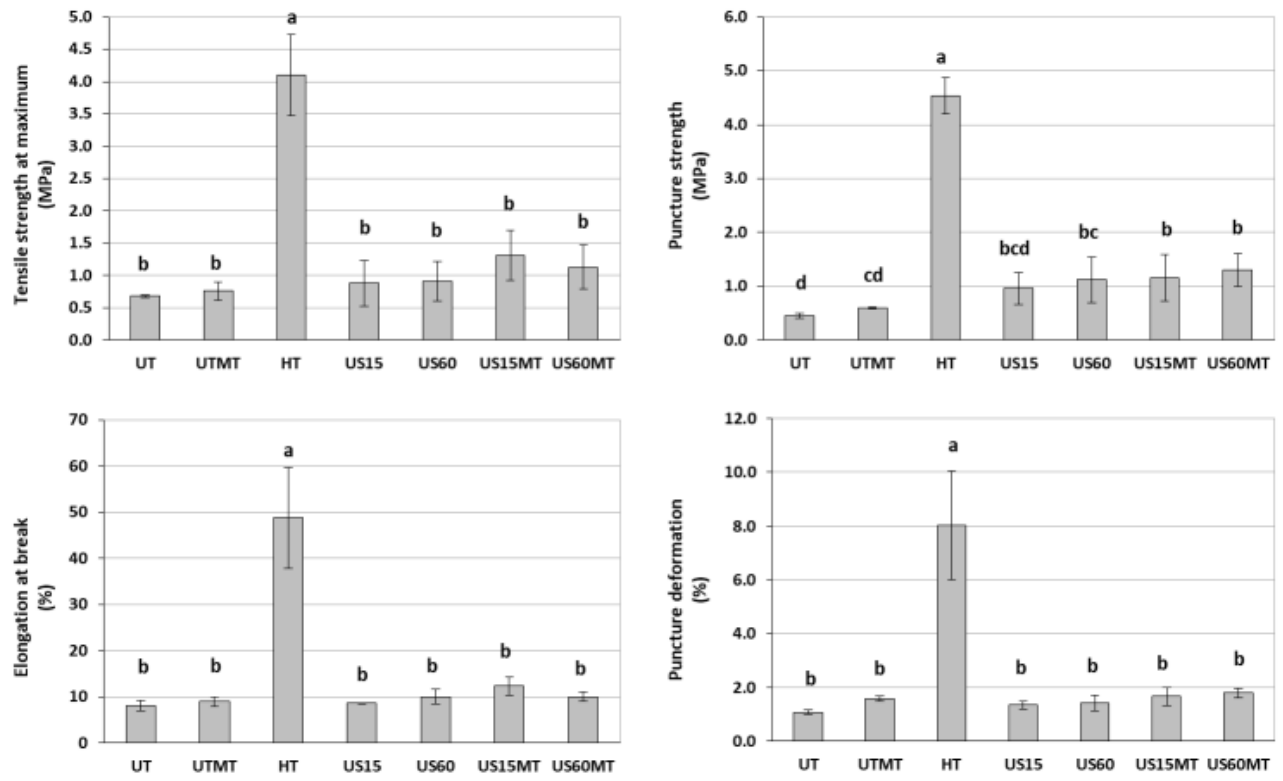 Tensile strength at maximum
(MPa)
5.0
4.5
4.0
3.5
3.0
2.5
2.0
1.5
1.0
0.5
0.0
b
b
a
b
b
b
b
UT UTMT HT US15 US60 US15MT US60MT
Puncture strength
(MPa)
6.0
5.0
4.0
3.0
2.0
1.0
0.0
d
cd
a
bcd
bc
b
b
UT UTMT HT US15 US60 US15MT US60MT
Elongation at break
(%)
70
60
50
40
30
20
10
0
b
b
a
b
b
b
b
UT UTMT HT US15 US60 US15MT US60MT
Puncture deformation
(%)
12.0
10.0
8.0
6.0
4.0
2.0
0.0
b
b
a
b
b
b
b
UT UTMT HT US15 US60 US15MT US60MT